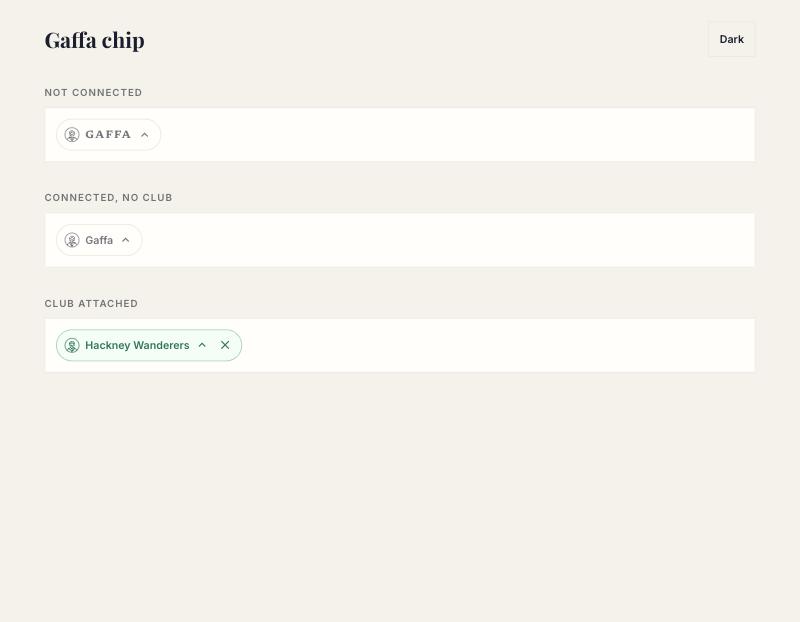 Gaffa chip
Dark
NOT CONNECTED
GAFFA
CONNECTED, NO CLUB
Gaffa
CLUB ATTACHED
Hackney Wanderers